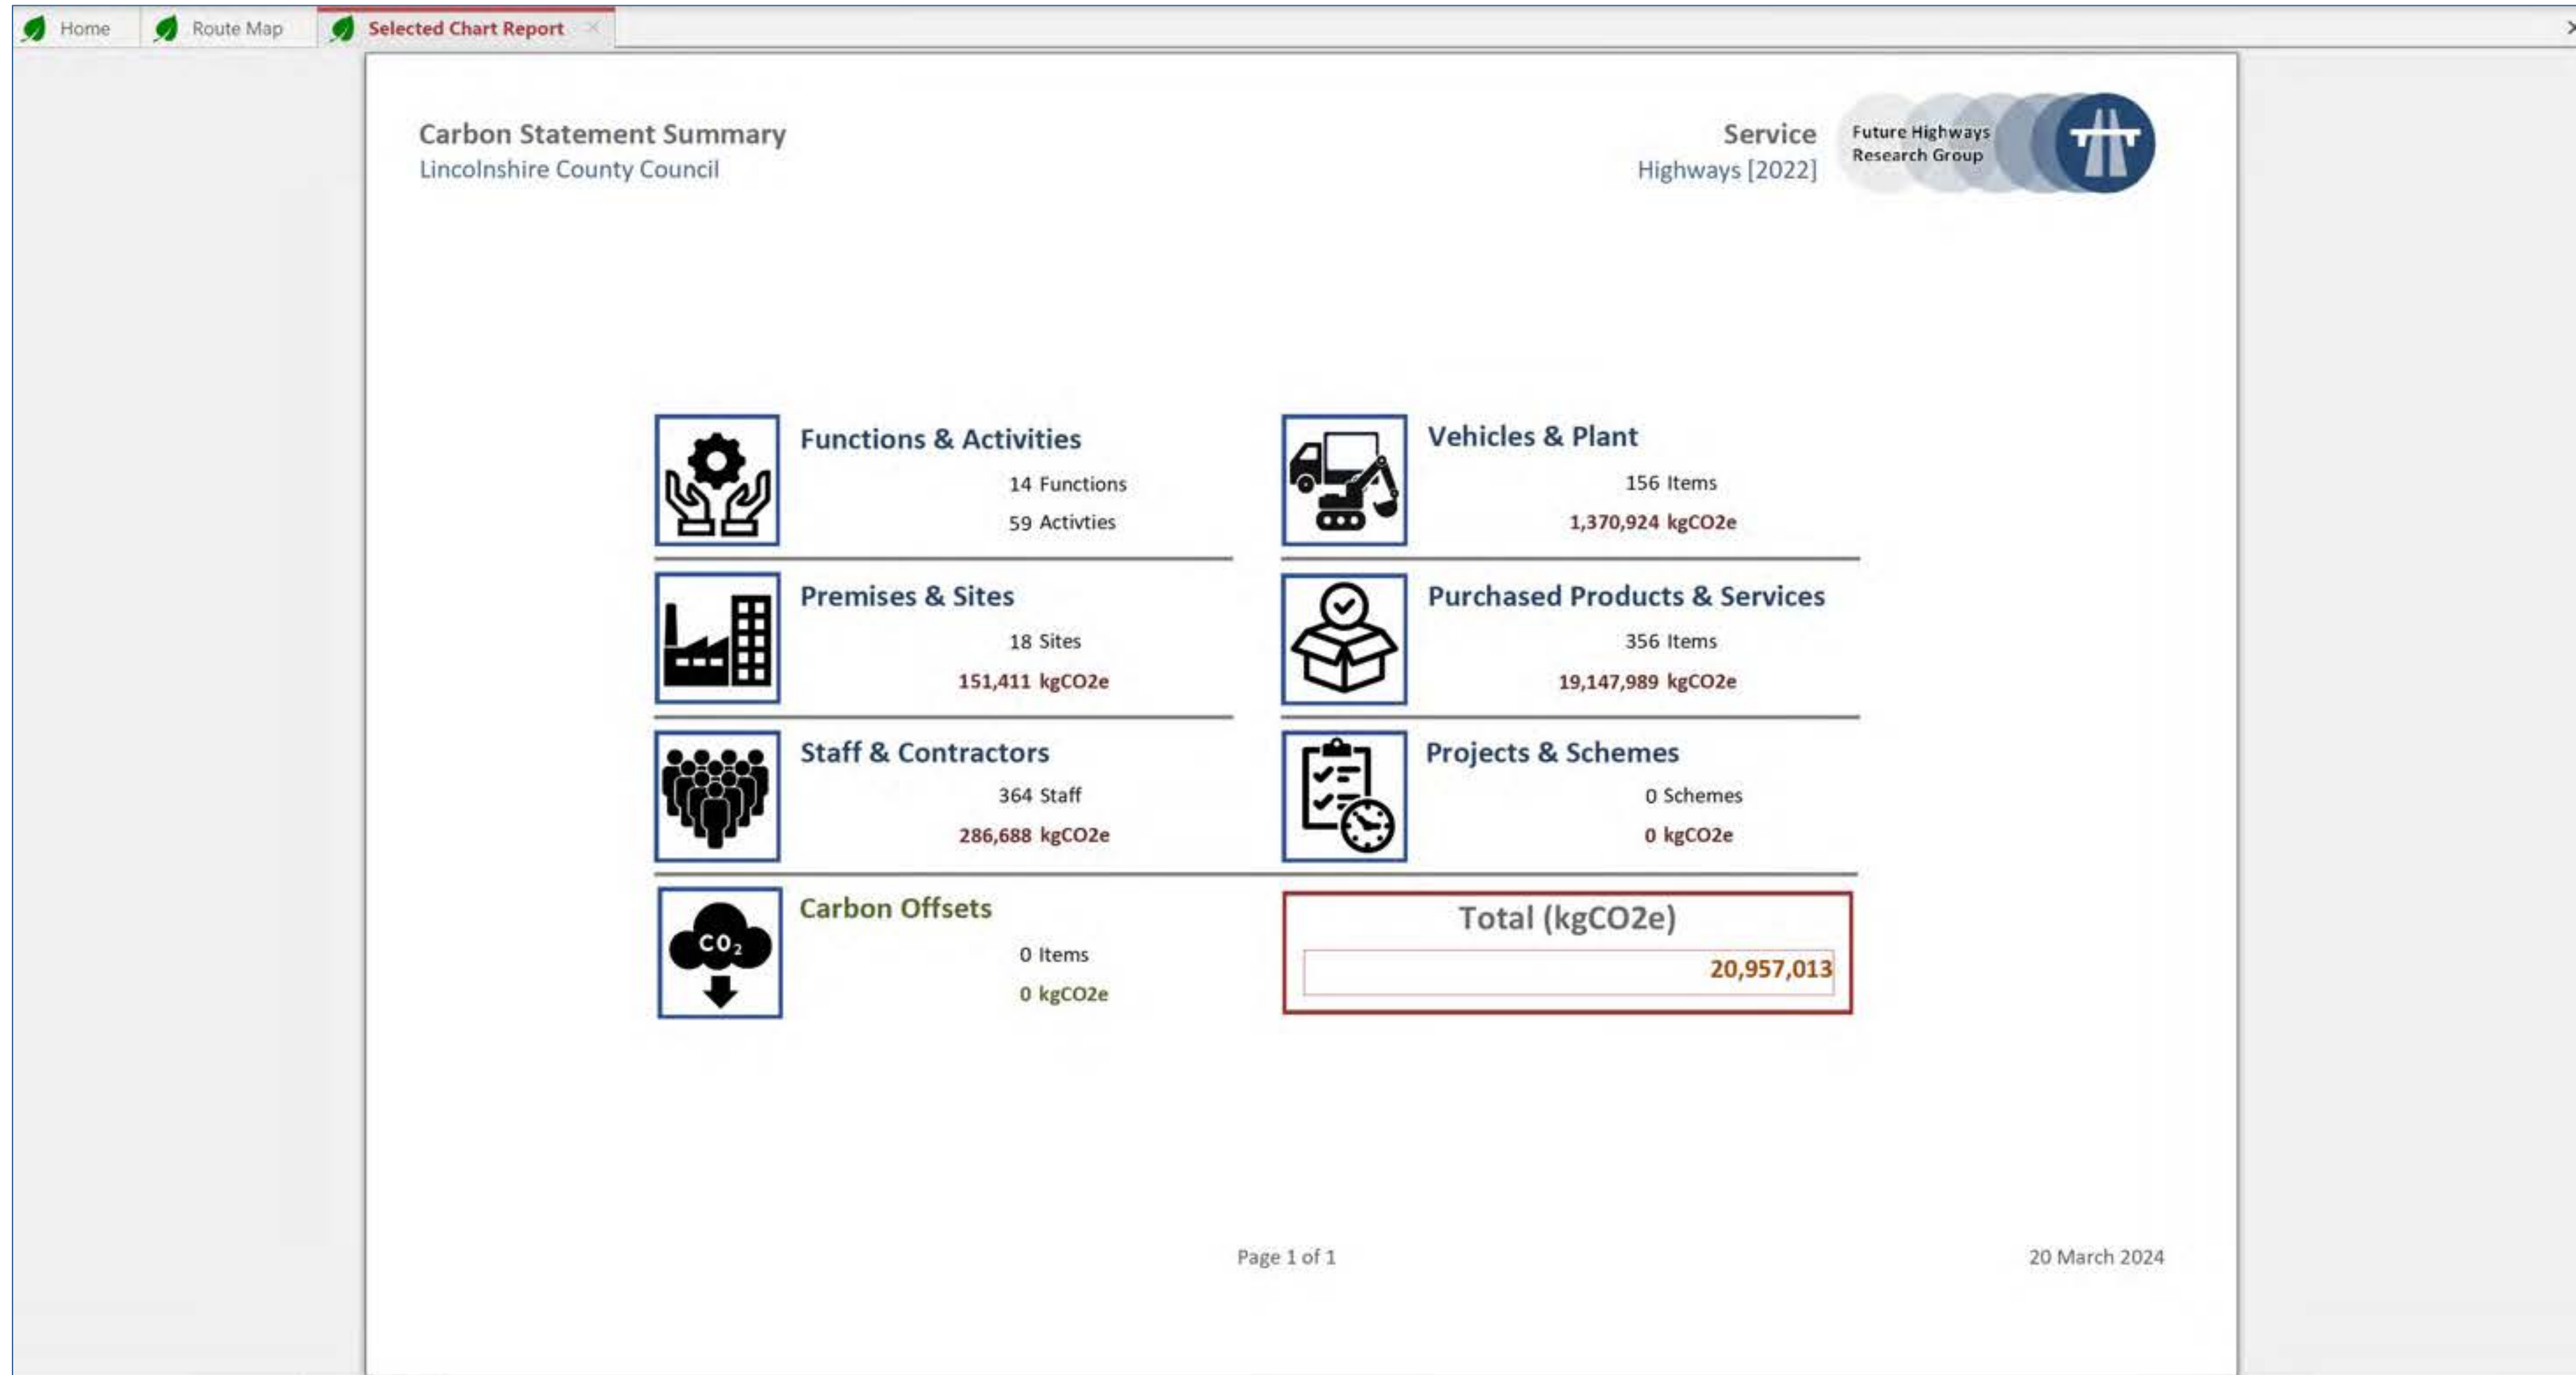 Home Route Map Selected Chart Report
Carbon Statement Summary
Lincolnshire County Council
Service
Highways [2022]
Future Highways
Research Group
Functions & Activities
14 Functions
59 Activties
Vehicles & Plant
156 Items
1,370,924 kgCO2e
Premises & Sites
18 Sites
151,411 kgCO2e
Purchased Products & Services
356 Items
19,147,989 kgCO2e
Staff & Contractors
364 Staff
286,688 kgCO2e
Projects & Schemes
0 Schemes
0 kgCO2e
CO₂
Carbon Offsets
0 Items
0 kgCO2e
Total (kgCO2e)
20,957,013
Page 1 of 1
20 March 2024